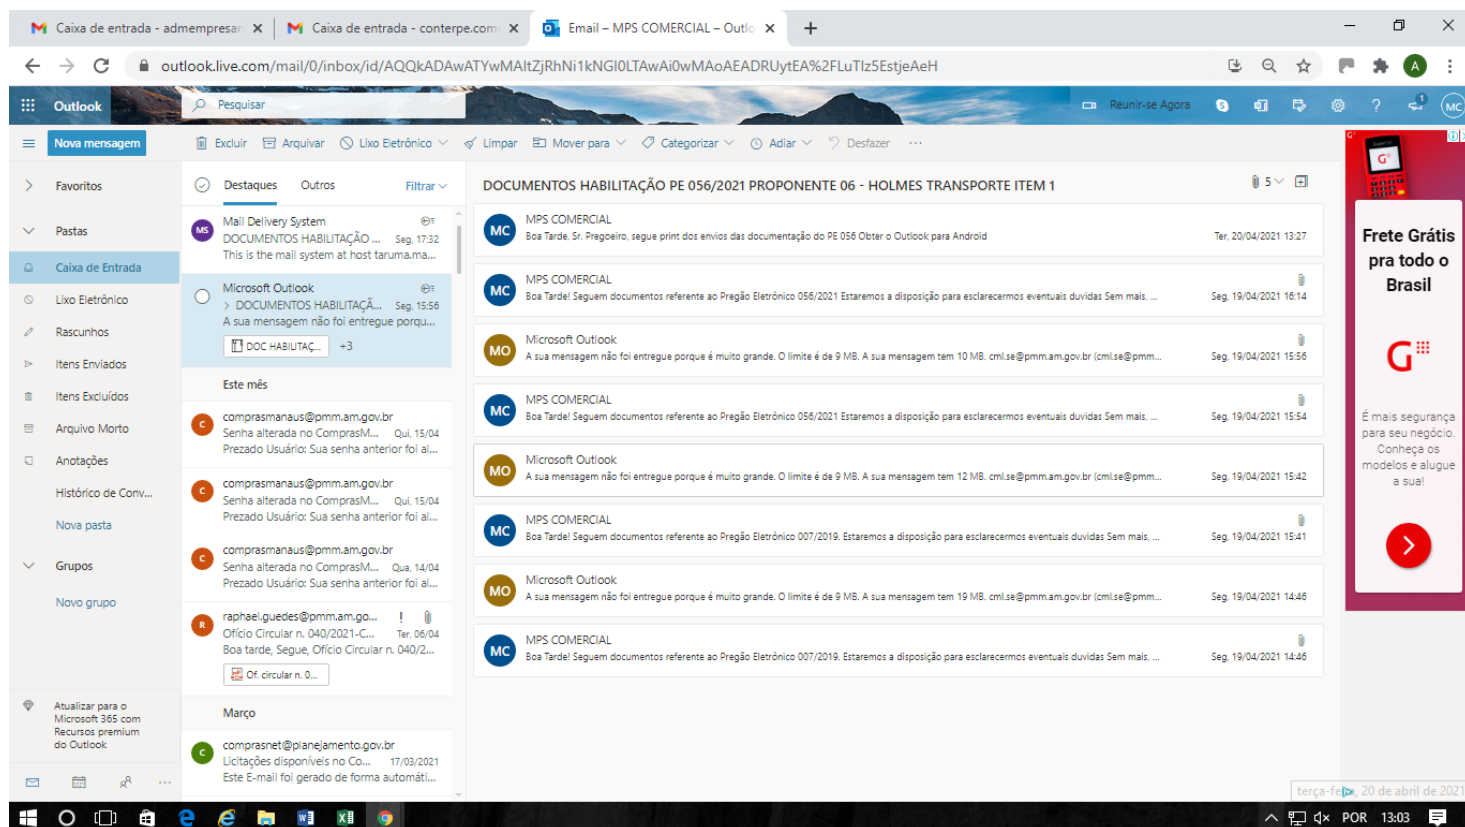 Caixa de entrada - admempresari
Caixa de entrada - conterpe.com
Email – MPS COMERCIAL – Outlo
outlook.live.com/mail/0/inbox/id/
Outlook
Pesquisar
Reunir-se Agora
MC
Nova mensagem
Excluir
Arquivar
Lixo Eletrônico
Limpar
Mover para
Categorizar
Adiar
Desfazer
Favoritos
Pastas
Caixa de Entrada
Lixo Eletrônico
Rascunhos
Itens Enviados
Itens Excluídos
Arquivo Morto
Anotações
Histórico de Conv...
Nova pasta
Grupos
Novo grupo
Atualizar para o
Microsoft 365 com
Recursos premium
do Outlook
Destaques Outros Filtrar
MS
Mail Delivery System
DOCUMENTOS HABILITAÇÃO ... Seg, 17:32
This is the mail system at host taruma.ma...
Microsoft Outlook
> DOCUMENTOS HABILITAÇÃ... Seg, 15:56
A sua mensagem não foi entregue porqu...
DOC HABILITAÇ... +3
Este mês
C
comprasmanaus@pmm.am.gov.br
Senha alterada no ComprasM... Qui, 15/04
Prezado Usuário: Sua senha anterior foi al...
C
comprasmanaus@pmm.am.gov.br
Senha alterada no ComprasM... Qui, 15/04
Prezado Usuário: Sua senha anterior foi al...
C
comprasmanaus@pmm.am.gov.br
Senha alterada no ComprasM... Qua, 14/04
Prezado Usuário: Sua senha anterior foi al...
R
raphael.guedes@pmm.am.go... !
Ofício Circular n. 040/2021-C... Ter, 06/04
Boa tarde, Segue, Ofício Circular n. 040/2...
Of. circular n. 0...
Março
C
comprasnet@planejamento.gov.br
Licitações disponíveis no Co... 17/03/2021
Este E-mail foi gerado de forma automáti...
DOCUMENTOS HABILITAÇÃO PE 056/2021 PROPONENTE 06 - HOLMES TRANSPORTE ITEM 1
5
MC
MPS COMERCIAL
Boa Tarde, Sr. Pregoeiro, segue print dos envios das documentação do PE 056 Obter o Outlook para Android Ter, 20/04/2021 13:27
MC
MPS COMERCIAL
Boa Tarde! Seguem documentos referente ao Pregão Eletrônico 056/2021 Estaremos a disposição para esclarecermos eventuais duvidas Sem mais, ... Seg, 19/04/2021 16:14
MO
Microsoft Outlook
A sua mensagem não foi entregue porque é muito grande. O limite é de 9 MB. A sua mensagem tem 10 MB. cml.se@pmm.am.gov.br (cml.se@pmm... Seg, 19/04/2021 15:56
MC
MPS COMERCIAL
Boa Tarde! Seguem documentos referente ao Pregão Eletrônico 056/2021 Estaremos a disposição para esclarecermos eventuais duvidas Sem mais, ... Seg, 19/04/2021 15:54
MO
Microsoft Outlook
A sua mensagem não foi entregue porque é muito grande. O limite é de 9 MB. A sua mensagem tem 12 MB. cml.se@pmm.am.gov.br (cml.se@pmm... Seg, 19/04/2021 15:42
MC
MPS COMERCIAL
Boa Tarde! Seguem documentos referente ao Pregão Eletrônico 007/2019. Estaremos a disposição para esclarecermos eventuais duvidas Sem mais, ... Seg, 19/04/2021 15:41
MO
Microsoft Outlook
A sua mensagem não foi entregue porque é muito grande. O limite é de 9 MB. A sua mensagem tem 19 MB. cml.se@pmm.am.gov.br (cml.se@pmm... Seg, 19/04/2021 14:46
MC
MPS COMERCIAL
Boa Tarde! Seguem documentos referente ao Pregão Eletrônico 007/2019. Estaremos a disposição para esclarecermos eventuais duvidas Sem mais, ... Seg, 19/04/2021 14:46
Frete Grátis
pra todo o
Brasil
G
É mais segurança
para seu negócio.
Conheça os
modelos e alugue
a sua!
terça-feira, 20 de abril de 2021
POR 13:03